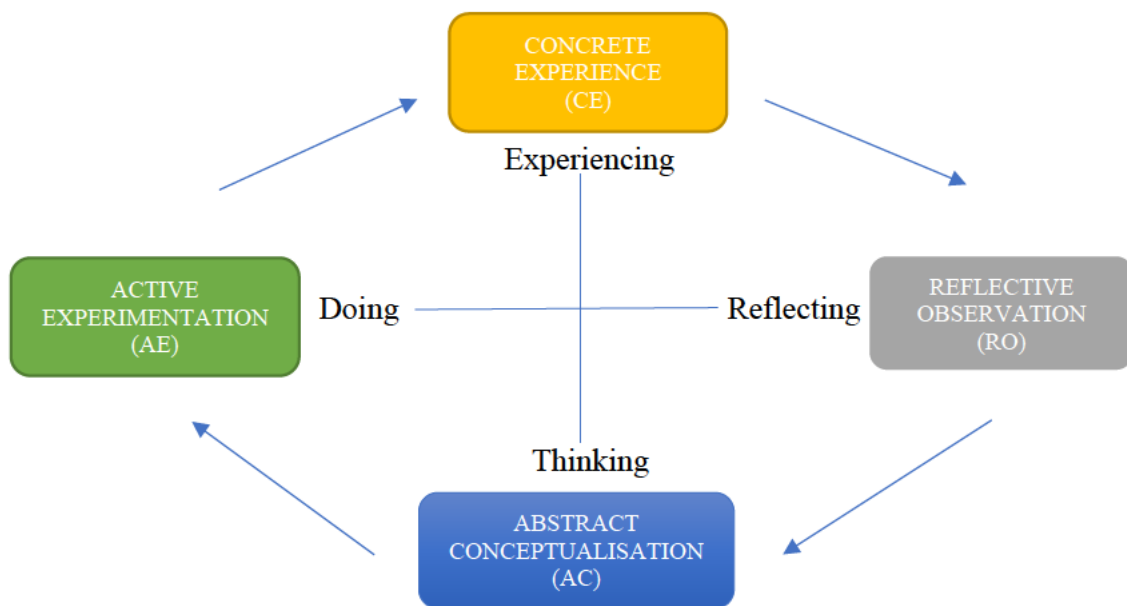 CONCRETE
EXPERIENCE
(CE)
Experiencing
ACTIVE
EXPERIMENTATION
(AE)
Doing
Reflecting
REFLECTIVE
OBSERVATION
(RO)
Thinking
ABSTRACT
CONCEPTUALISATION
(AC)